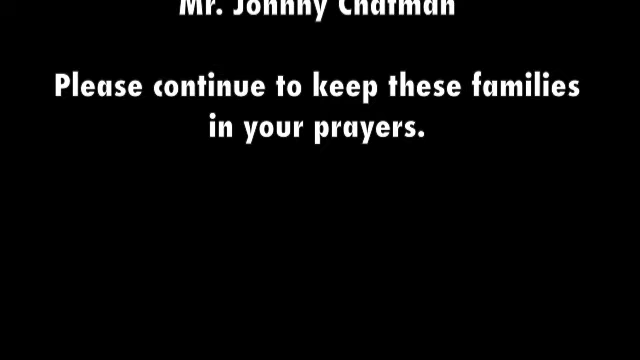 Mr. Johnny Chatman
Please continue to keep these families
in your prayers.